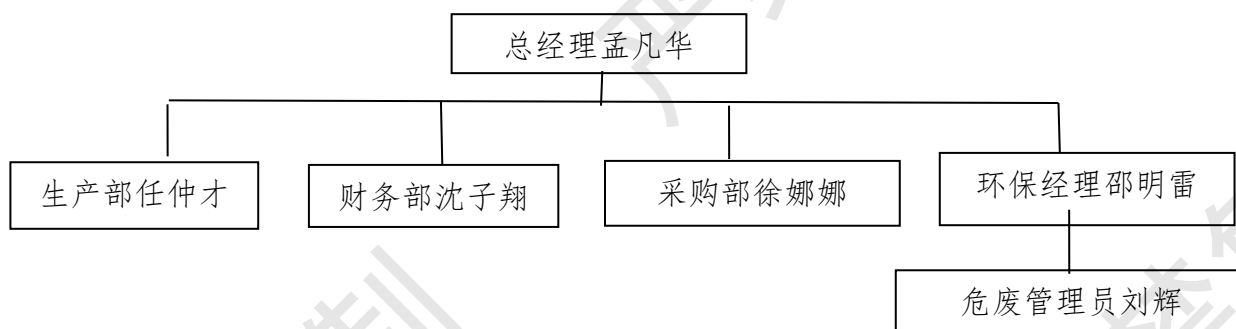 总经理孟凡华
生产部任仲才
财务部沈子翔
采购部徐娜娜
环保经理邵明雷
危废管理员刘辉